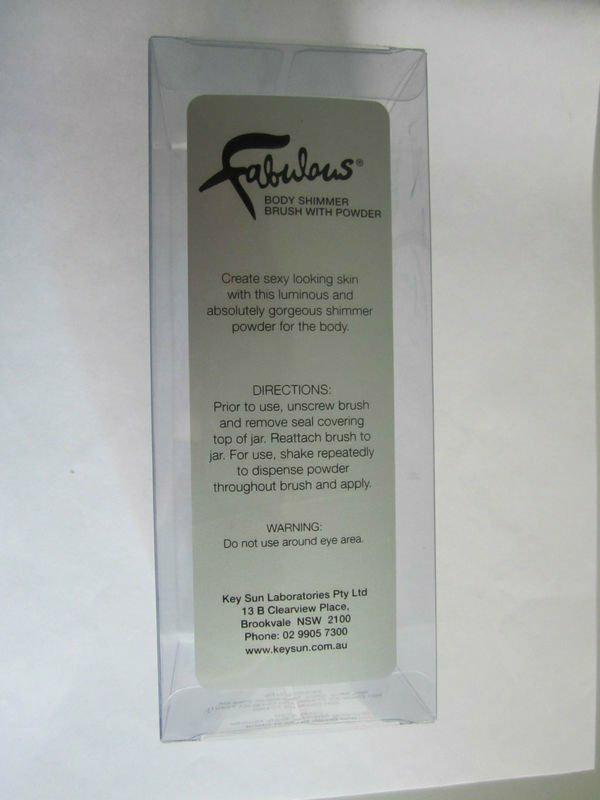 Fabulous®
BODY SHIMMER
BRUSH WITH POWDER
Create sexy looking skin
with this luminous and
absolutely gorgeous shimmer
powder for the body.
DIRECTIONS:
Prior to use, unscrew brush
and remove seal covering
top of jar. Reattach brush to
jar. For use, shake repeatedly
to dispense powder
throughout brush and apply.
WARNING:
Do not use around eye area.
Key Sun Laboratories Pty Ltd
13 B Clearview Place,
Brookvale NSW 2100
Phone: 02 9905 7300
www.keysun.com.au